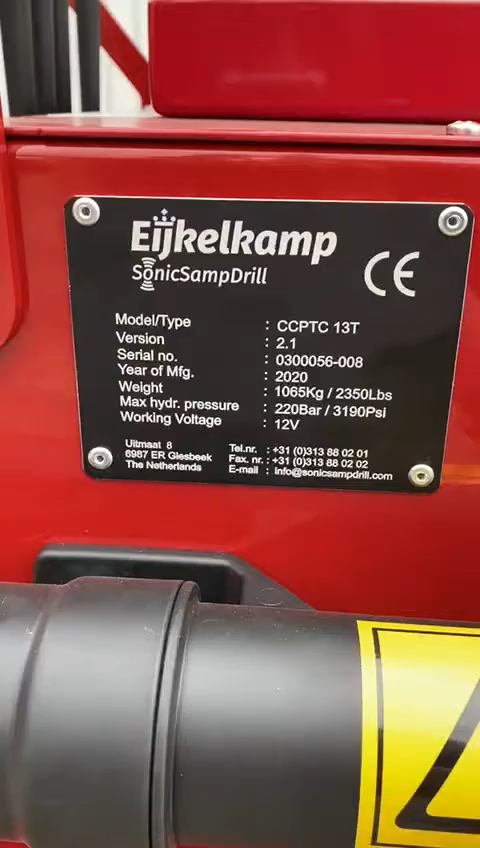 Eijkelkamp
SonicSampDrill
CE
Model/Type : CCPTC 13T
Version : 2.1
Serial no. : 0300056-008
Year of Mfg. : 2020
Weight : 1065Kg / 2350Lbs
Max hydr. pressure : 220Bar / 3190Psi
Working Voltage : 12V
Uitmaat 8
6987 ER Giesbeek
The Netherlands
Tel.nr. : +31 (0)313 88 02 01
Fax. nr. : +31 (0)313 88 02 02
E-mail : info@sonicsampdrill.com